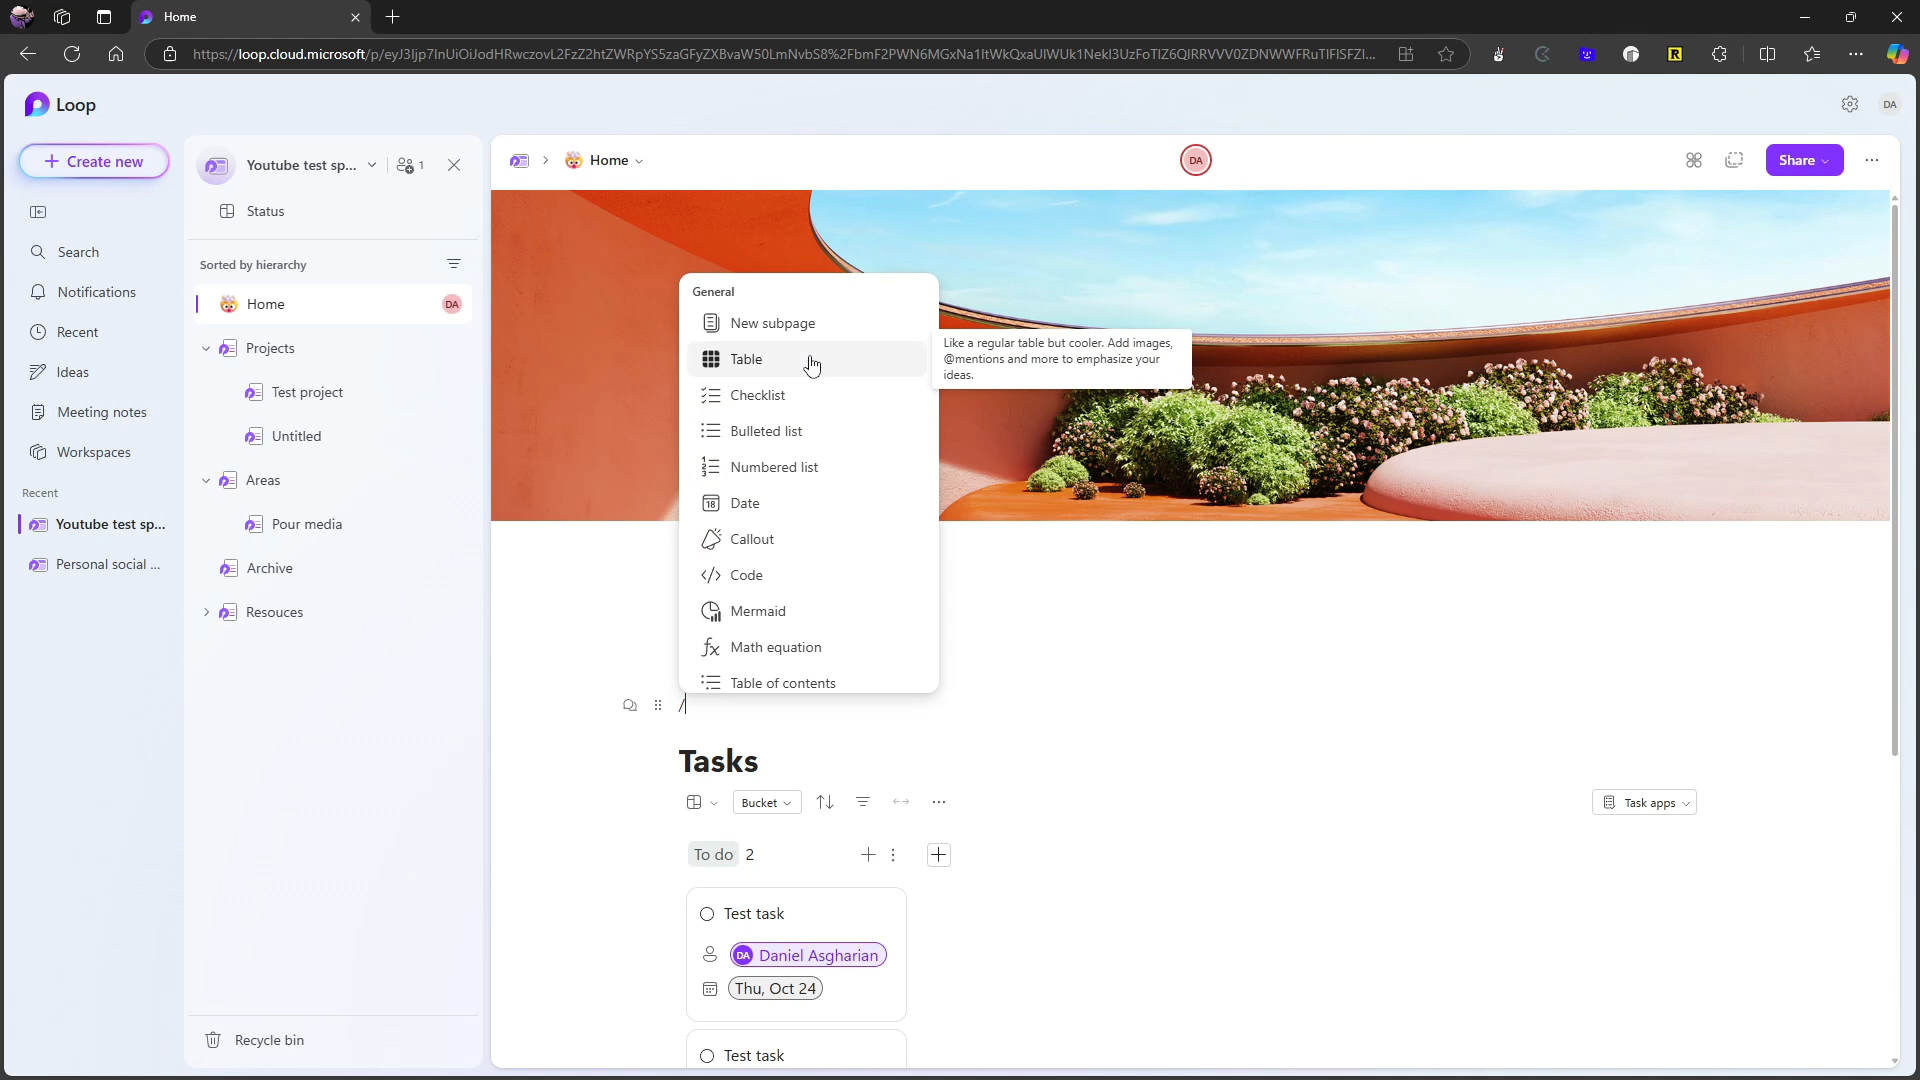 Home
https://loop.cloud.microsoft/p/
Loop
DA
Create new
Search
Notifications
Recent
Ideas
Meeting notes
Workspaces
Recent
Youtube test sp...
Personal social ...
Youtube test sp...
1
Status
Sorted by hierarchy
Home
DA
Projects
Test project
Untitled
Areas
Pour media
Archive
Resouces
Recycle bin
Home
DA
Share
General
New subpage
Table
Checklist
Bulleted list
Numbered list
Date
Callout
Code
Mermaid
Math equation
Table of contents
Like a regular table but cooler. Add images,
@mentions and more to emphasize your
ideas.
/
Tasks
Bucket
Task apps
To do 2
Test task
DA Daniel Asgharian
Thu, Oct 24
Test task